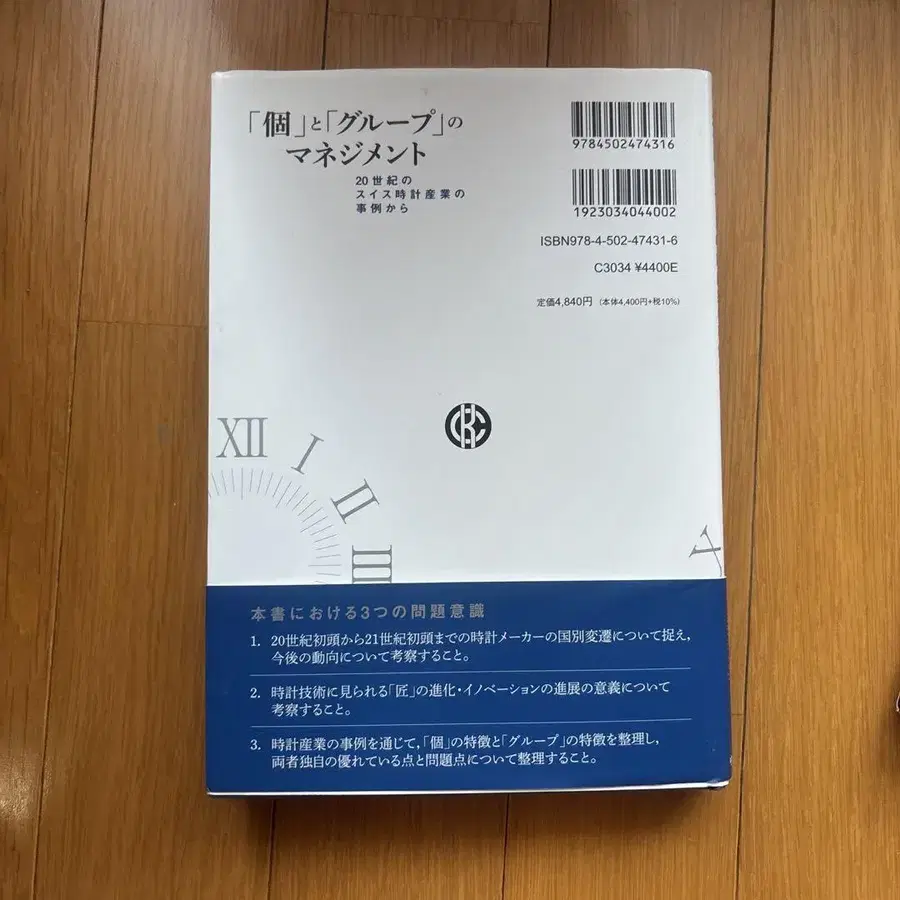 「個」と「グループ」の
マネジメント
20世紀の
スイス時計産業の
事例から
9784502474316
1923034044002
ISBN978-4-502-47431-6
C3034 ¥4400E
定価4,840円 (本体4,400円+税10%)
XII
I
II
III
X
本書における3つの問題意識
1. 20世紀初頭から21世紀初頭までの時計メーカーの国別変遷について捉え,
今後の動向について考察すること。
2. 時計技術に見られる「匠」の進化・イノベーションの進展の意義について
考察すること。
3. 時計産業の事例を通じて,「個」の特徴と「グループ」の特徴を整理し,
両者独自の優れている点と問題点について整理すること。